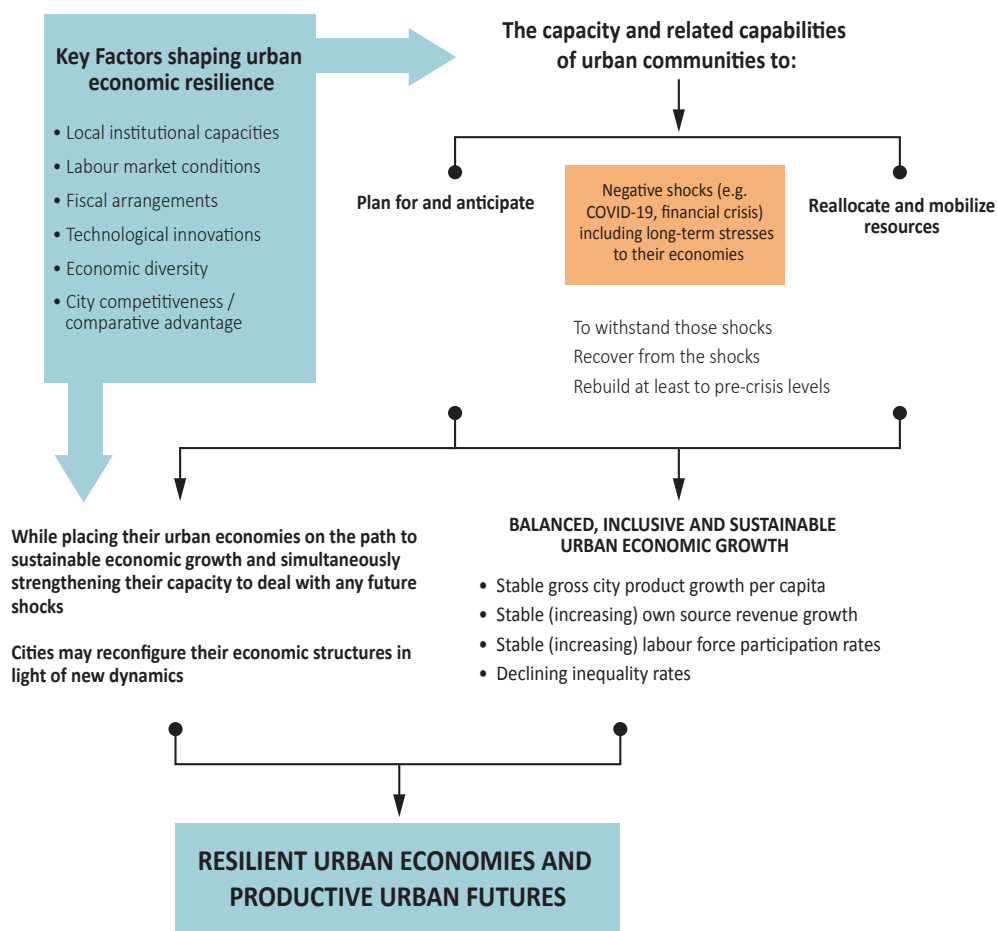 Key Factors shaping urban
economic resilience
• Local institutional capacities
• Labour market conditions
• Fiscal arrangements
• Technological innovations
• Economic diversity
• City competitiveness /
comparative advantage
The capacity and related capabilities
of urban communities to:
Plan for and anticipate
Negative shocks (e.g.
COVID-19, financial crisis)
including long-term stresses
to their economies
Reallocate and mobilize
resources
To withstand those shocks
Recover from the shocks
Rebuild at least to pre-crisis levels
While placing their urban economies on the path to
sustainable economic growth and simultaneously
strengthening their capacity to deal with any future
shocks
Cities may reconfigure their economic structures in
light of new dynamics
BALANCED, INCLUSIVE AND SUSTAINABLE
URBAN ECONOMIC GROWTH
• Stable gross city product growth per capita
• Stable (increasing) own source revenue growth
• Stable (increasing) labour force participation rates
• Declining inequality rates
RESILIENT URBAN ECONOMIES AND
PRODUCTIVE URBAN FUTURES